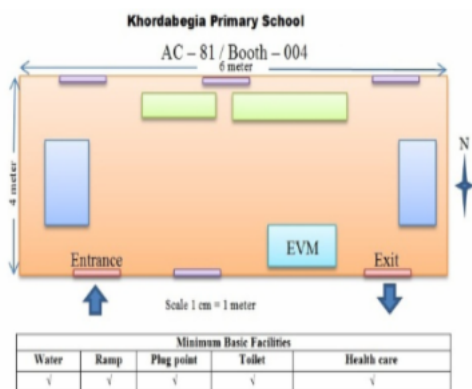 Khordabegia Primary School
AC – 81 / Booth – 004
6 meter
4 meter
N
EVM
Entrance
Exit
Scale 1 cm = 1 meter
Minimum Basic Facilities
Water Ramp Plug point Toilet Health care
√ √ √ √ √